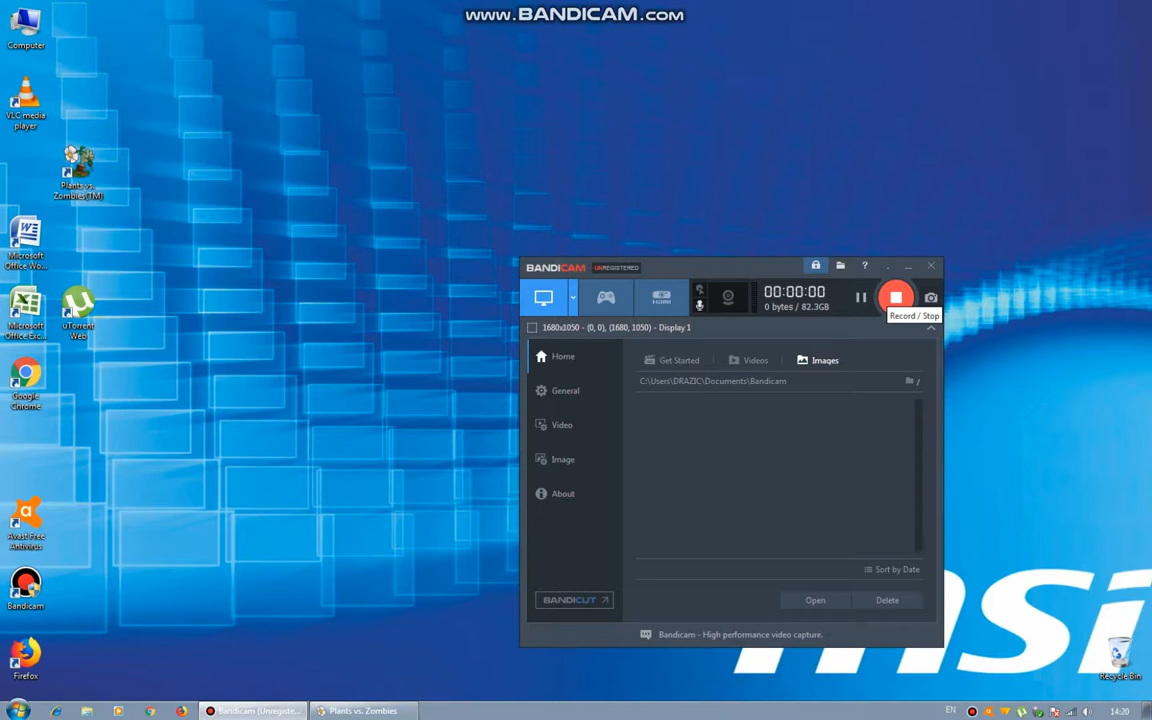 www.BANDICAM.com
Computer
VLC media
player
Plants vs.
Zombies(TM)
Microsoft
Office Wo...
Microsoft
Office Exc...
uTorrent
Web
Google
Chrome
Avast Free
Antivirus
Bandicam
Firefox
BANDICAM UNREGISTERED
?
HDMI
00:00:00
0 bytes / 82.3GB
Record / Stop
1680x1050 - (0, 0), (1680, 1050) - Display 1
Home
General
Video
Image
About
Get Started
Videos
Images
C:\Users\DRAZIC\Documents\Bandicam
Sort by Date
BANDICUT
Open
Delete
Bandicam - High performance video capture.
msi
Recycle Bin
Bandicam (Unregiste...
Plants vs. Zombies
EN
14:20